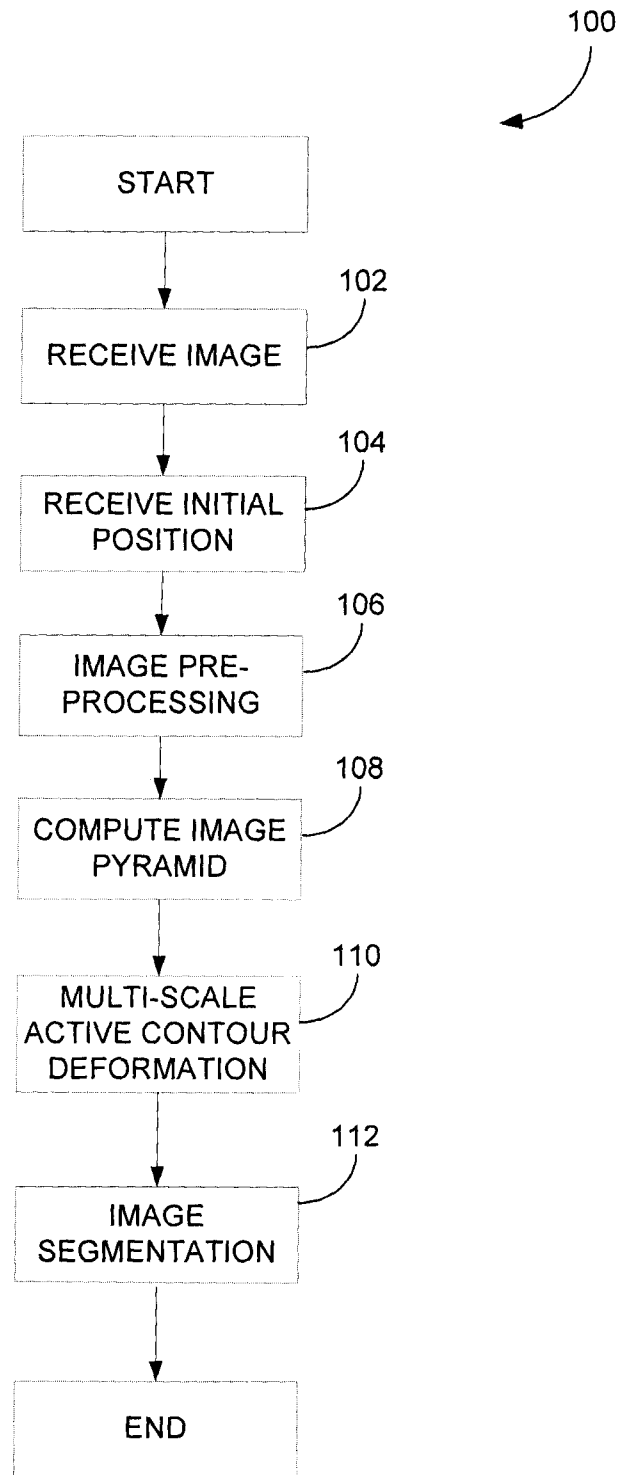 100
START
102
RECEIVE IMAGE
104
RECEIVE INITIAL
POSITION
106
IMAGE PRE-
PROCESSING
108
COMPUTE IMAGE
PYRAMID
110
MULTI-SCALE
ACTIVE CONTOUR
DEFORMATION
112
IMAGE
SEGMENTATION
END